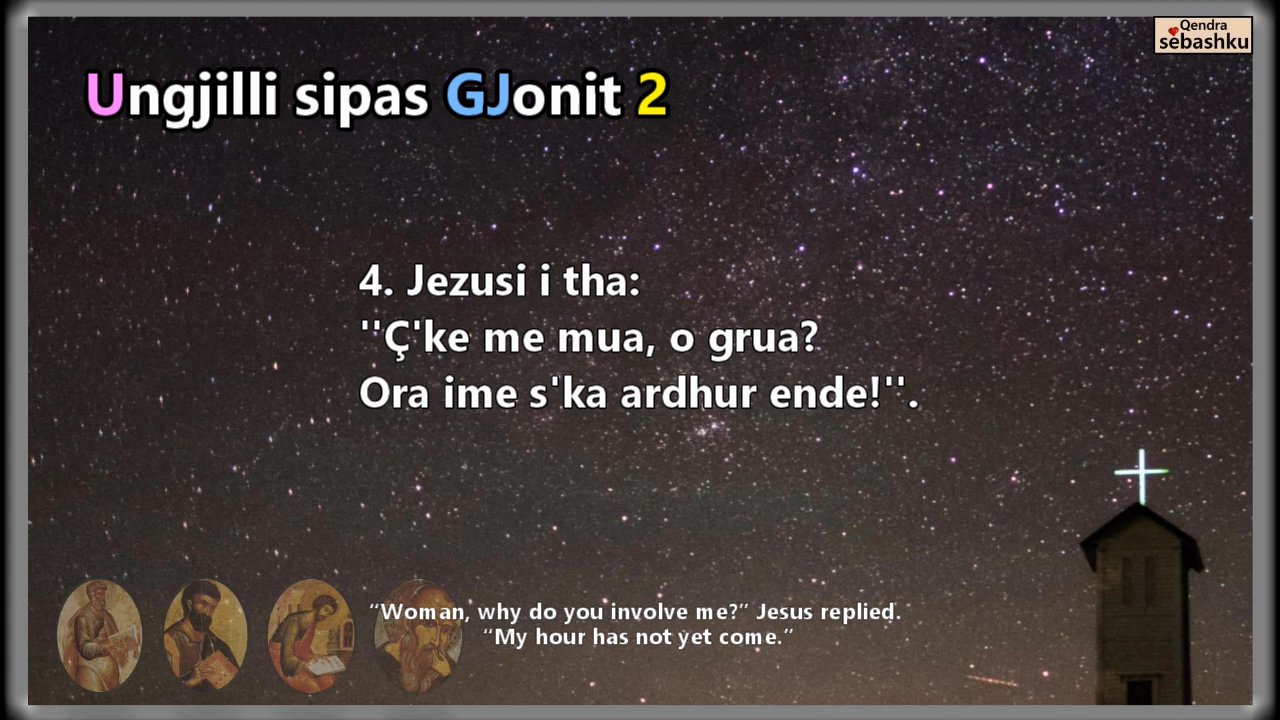 Qendra
sebashku
Ungjilli sipas GJonit 2
4. Jezusi i tha:
''Ç'ke me mua, o grua?
Ora ime s'ka ardhur ende!''.
“Woman, why do you involve me?” Jesus replied.
“My hour has not yet come.”